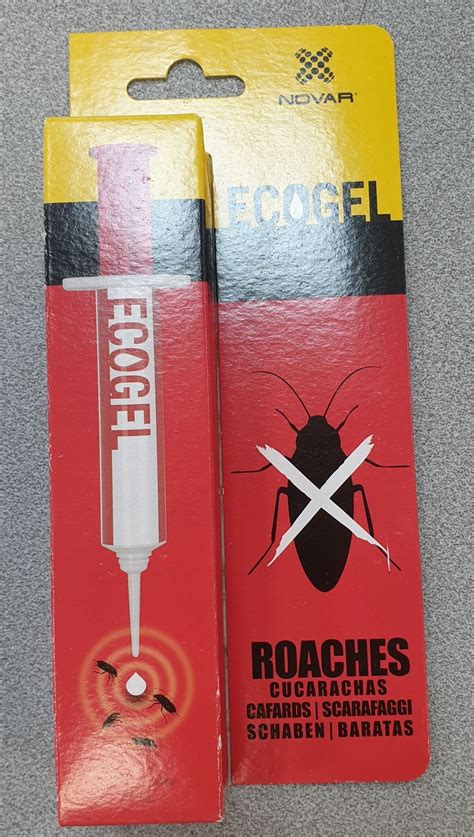 NOVAR®
ECOGEL
ECOGEL
ROACHES
CUCARACHAS
CAFARDS | SCARAFAGGI
SCHABEN | BARATAS